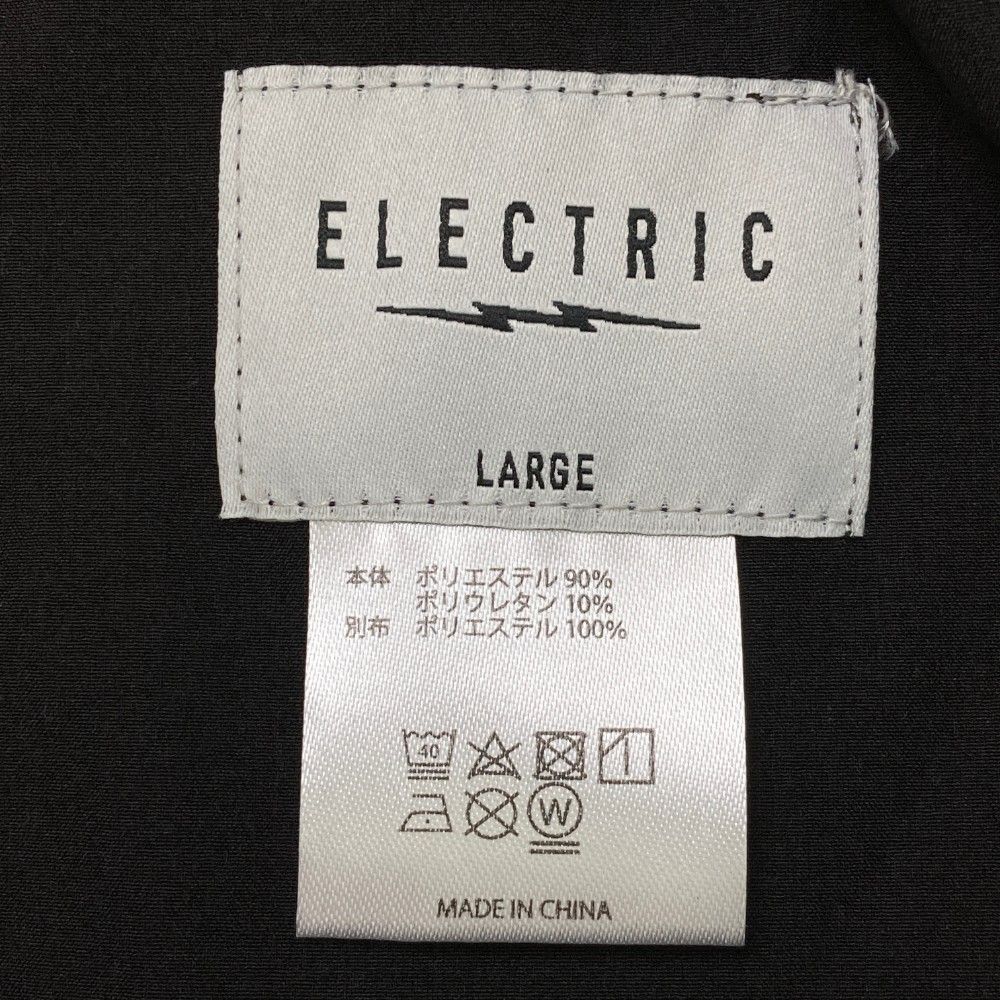 ELECTRIC
LARGE
本体 ポリエステル 90%
ポリウレタン 10%
別布 ポリエステル 100%
40
W
MADE IN CHINA